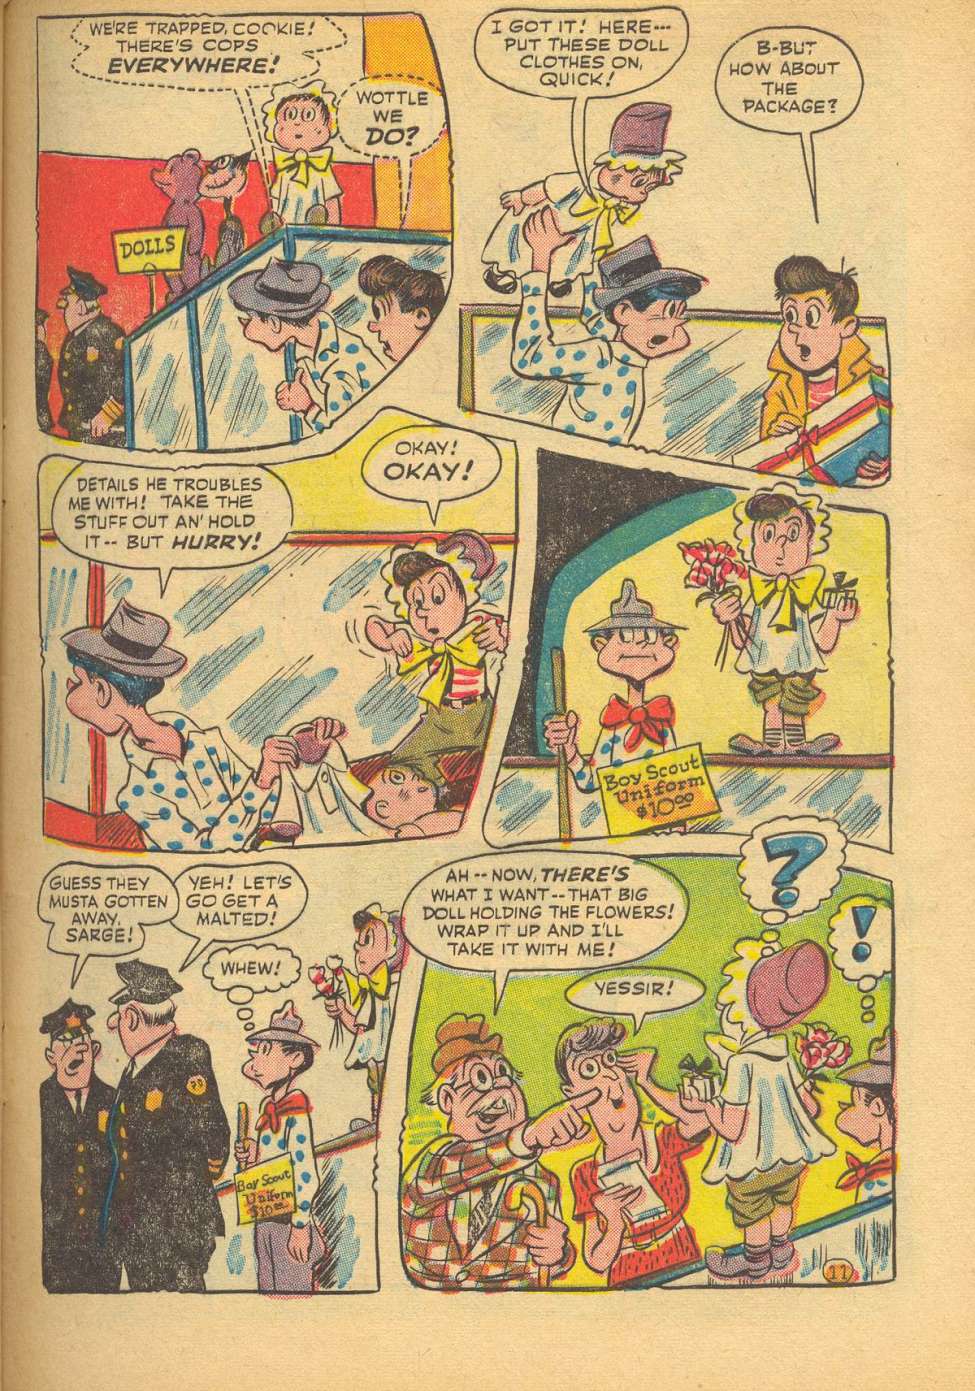 WE'RE TRAPPED, COOKIE!
THERE'S COPS
EVERYWHERE!
WOTTLE
WE
DO?
DOLLS
I GOT IT! HERE---
PUT THESE DOLL
CLOTHES ON,
QUICK!
B-BUT
HOW ABOUT
THE
PACKAGE?
DETAILS HE TROUBLES
ME WITH! TAKE THE
STUFF OUT AN' HOLD
IT-- BUT HURRY!
OKAY!
OKAY!
Boy Scout
Uniform
$10.00
GUESS THEY
MUSTA GOTTEN
AWAY,
SARGE!
YEH! LET'S
GO GET A
MALTED!
WHEW!
Boy Scout
Uniform
$10.00
AH--NOW, THERE'S
WHAT I WANT--THAT BIG
DOLL HOLDING THE FLOWERS!
WRAP IT UP AND I'LL
TAKE IT WITH ME!
YESSIR!
?
!
11